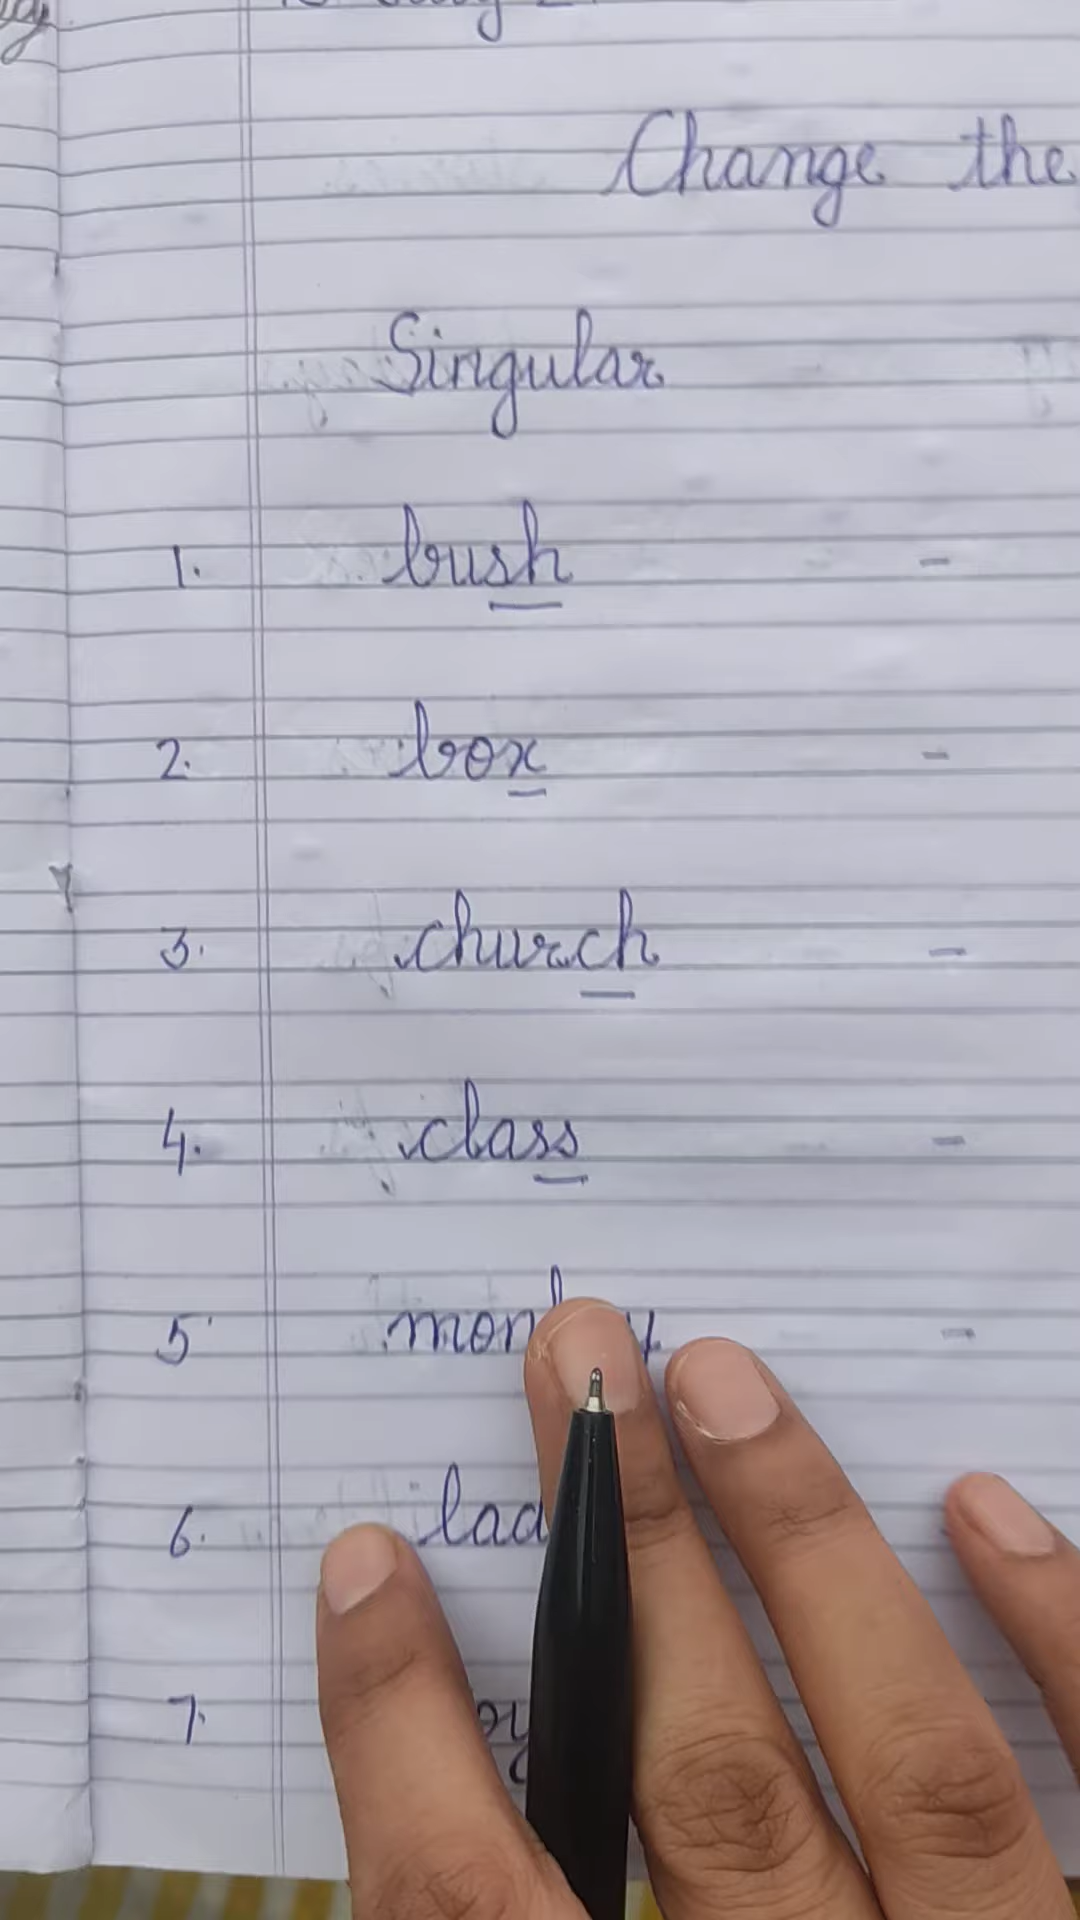 Change the
Singular
1. bush -
2. box -
3. church -
4. class -
5. -
6.
7.